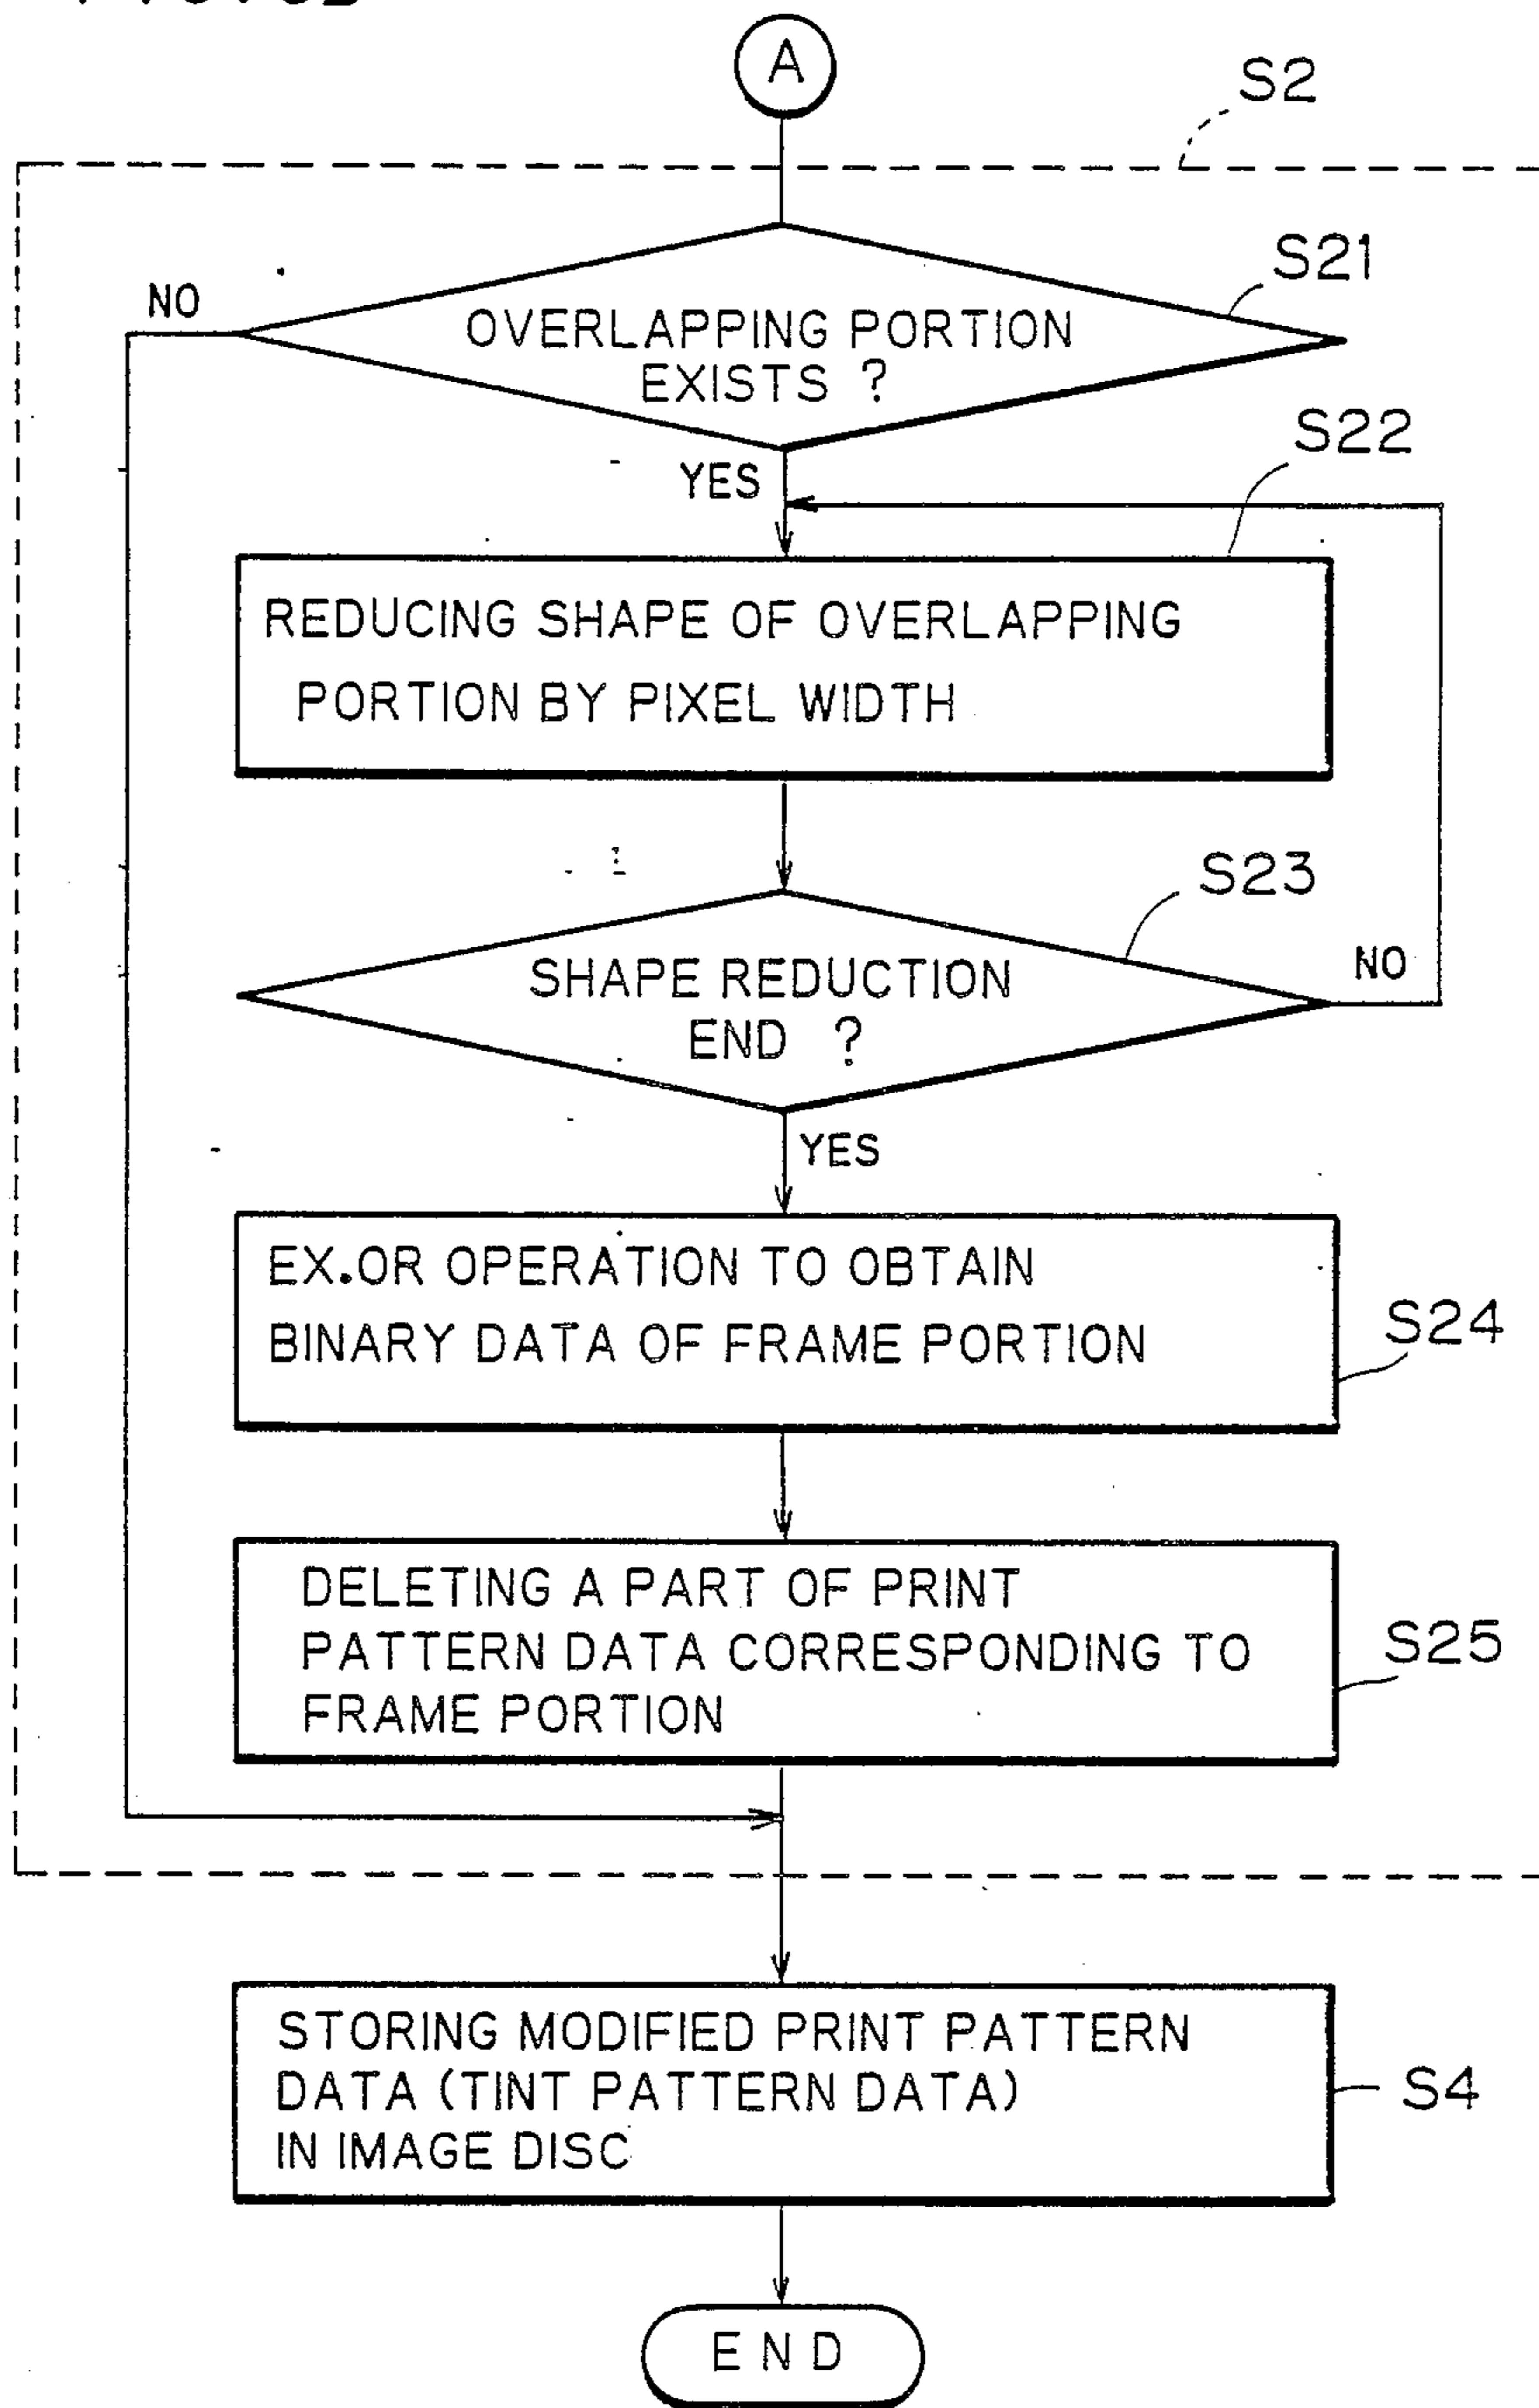 A
S2
S21
NO
OVERLAPPING PORTION
EXISTS ?
S22
YES
REDUCING SHAPE OF OVERLAPPING
PORTION BY PIXEL WIDTH
S23
SHAPE REDUCTION
END ?
NO
YES
EX.OR OPERATION TO OBTAIN
BINARY DATA OF FRAME PORTION
S24
DELETING A PART OF PRINT
PATTERN DATA CORRESPONDING TO
FRAME PORTION
S25
STORING MODIFIED PRINT PATTERN
DATA (TINT PATTERN DATA)
IN IMAGE DISC
S4
END